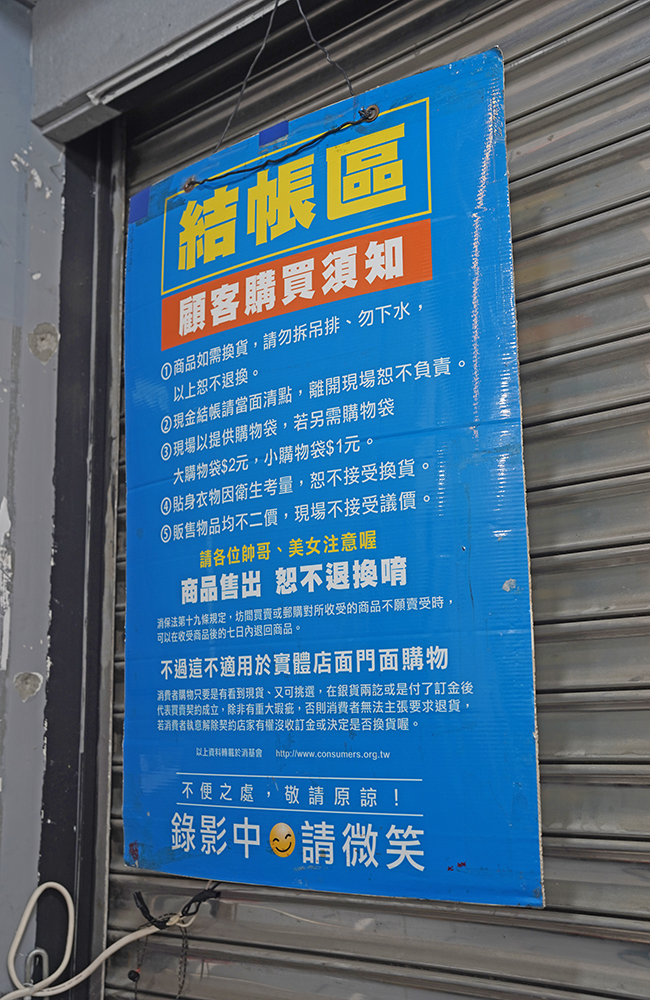 結帳區
顧客購買須知
①商品如需換貨，請勿拆吊排、勿下水，
以上恕不退換。
②現金結帳請當面清點，離開現場恕不負責。
③現場以提供購物袋，若另需購物袋
大購物袋$2元，小購物袋$1元。
④貼身衣物因衛生考量，恕不接受換貨。
⑤販售物品均不二價，現場不接受議價。
請各位帥哥、美女注意喔
商品售出 恕不退換唷
消保法第十九條規定，坊間買賣或郵購對所收受的商品不願賣受時，
可以在收受商品後的七日內退回商品。
不過這不適用於實體店面門面購物
消費者購物只要是有看到現貨、又可挑選，在銀貨兩訖或是付了訂金後
代表買賣契約成立，除非有重大瑕疵，否則消費者無法主張要求退貨，
若消費者執意解除契約店家有權沒收訂金或決定是否換貨喔。
以上資料轉載於消基會 http://www.consumers.org.tw
不便之處，敬請原諒！
錄影中😊請微笑